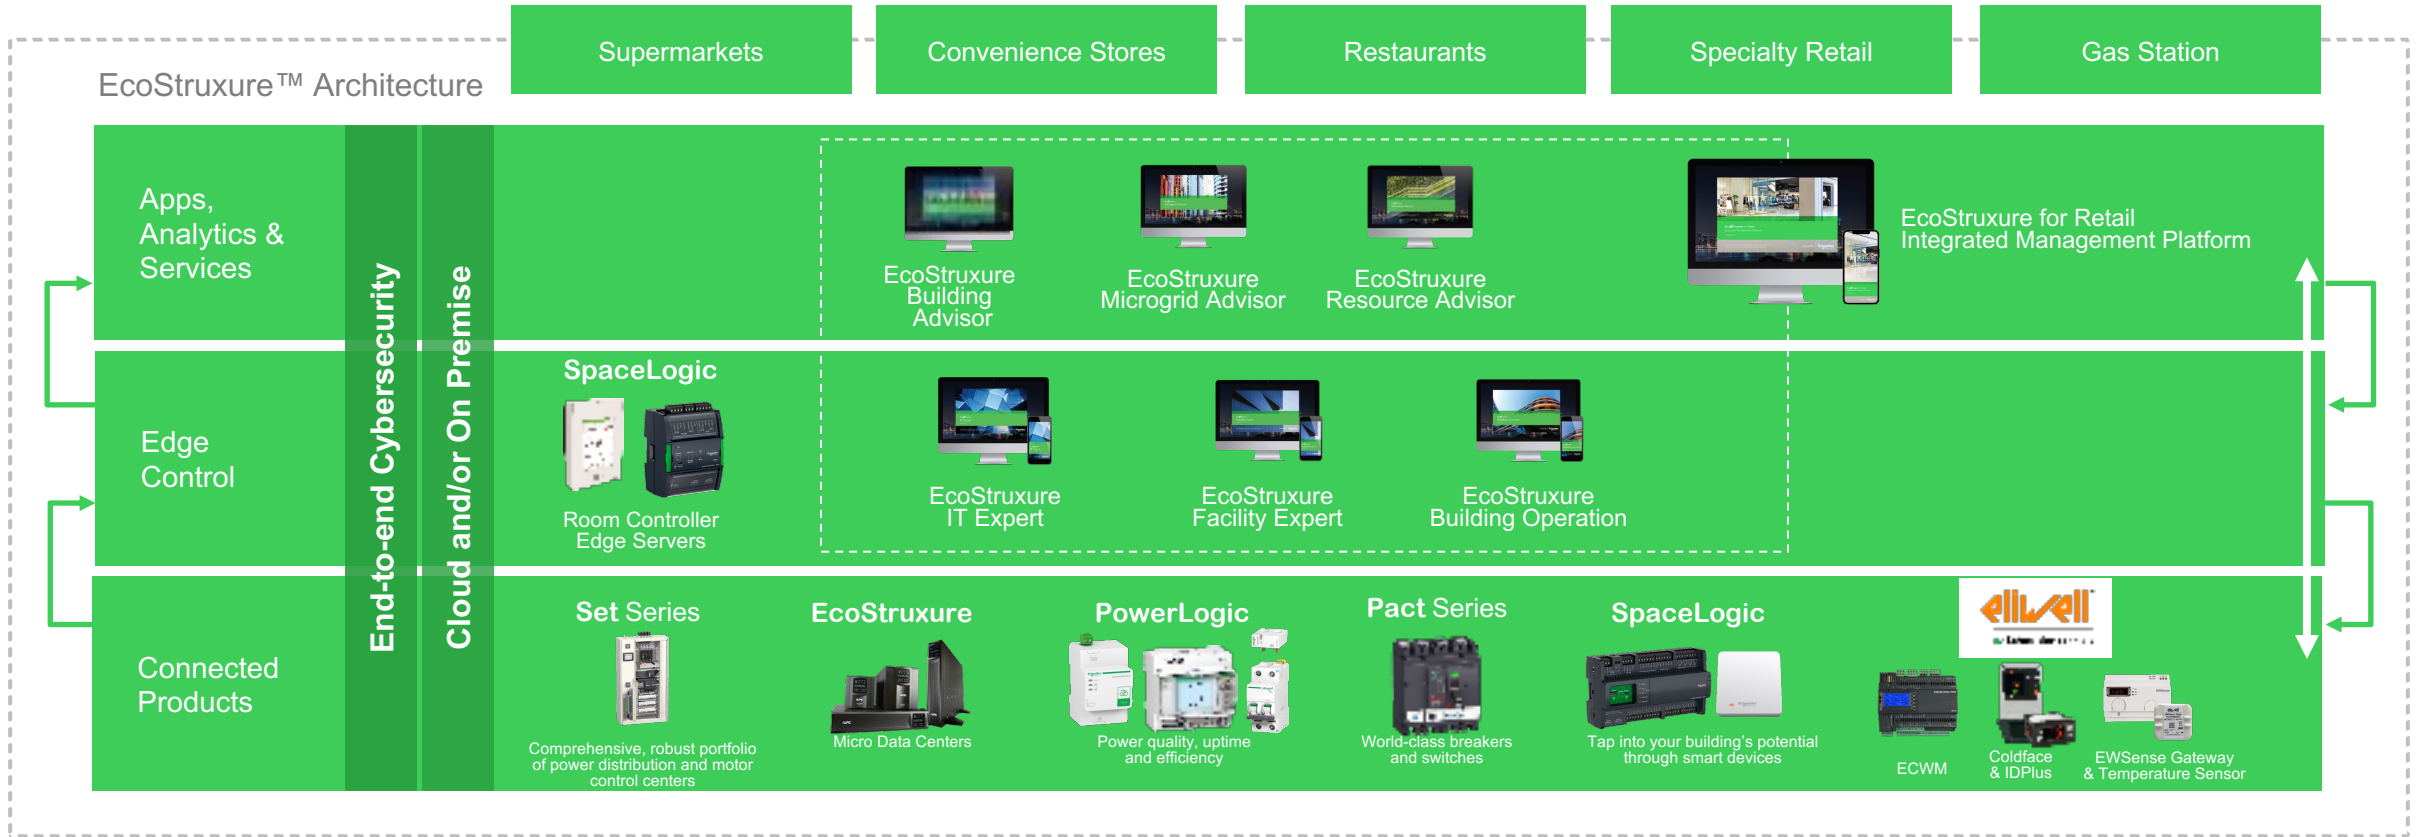 Supermarkets
Convenience Stores
Restaurants
Specialty Retail
Gas Station
EcoStruxure™ Architecture
Apps,
Analytics &
Services
End-to-end Cybersecurity
Cloud and/or On Premise
EcoStruxure
Building
Advisor
EcoStruxure
Microgrid Advisor
EcoStruxure
Resource Advisor
EcoStruxure for Retail
Integrated Management Platform
Edge
Control
SpaceLogic
Room Controller
Edge Servers
EcoStruxure
IT Expert
EcoStruxure
Facility Expert
EcoStruxure
Building Operation
Connected
Products
Set Series
Comprehensive, robust portfolio
of power distribution and motor
control centers
EcoStruxure
Micro Data Centers
PowerLogic
Power quality, uptime
and efficiency
Pact Series
World-class breakers
and switches
SpaceLogic
Tap into your building's potential
through smart devices
eliwell
ECWM
Coldface
& IDPlus
EWSense Gateway
& Temperature Sensor